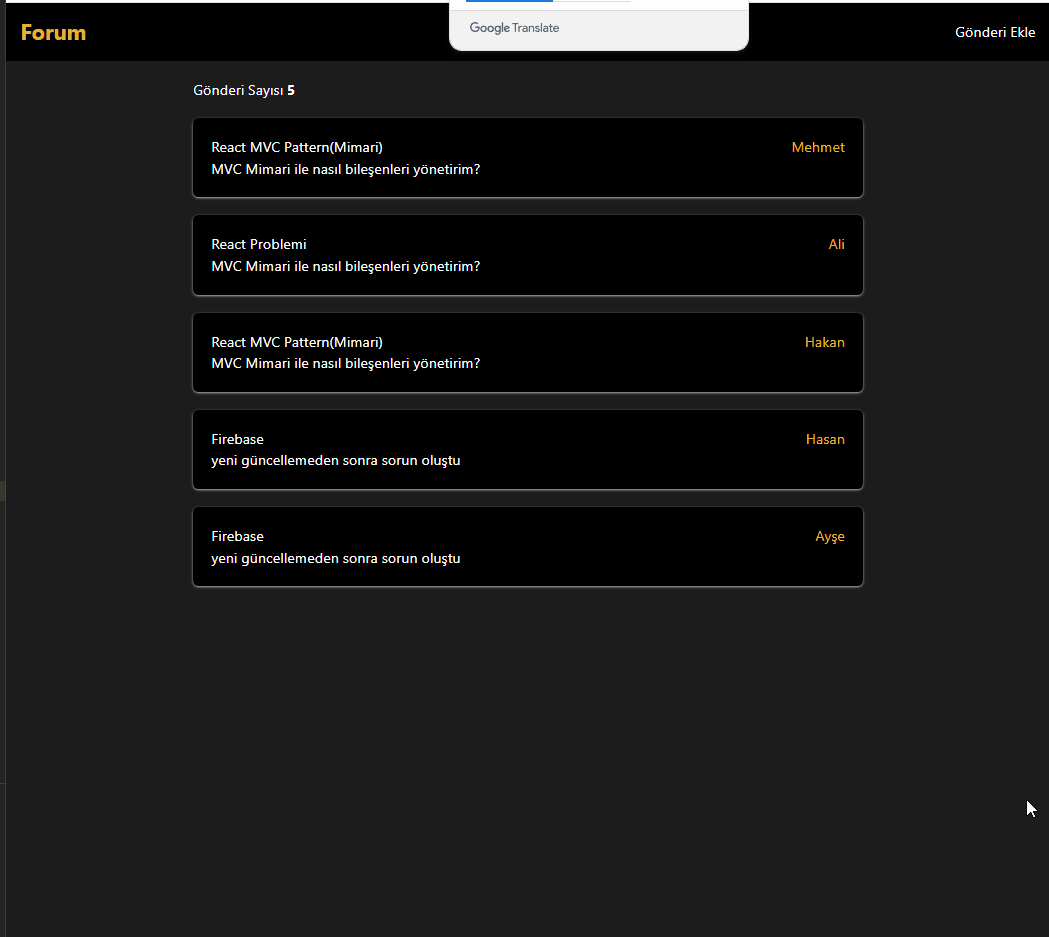 Forum
Google Translate
Gönderi Ekle
Gönderi Sayısı 5
React MVC Pattern(Mimari)
Mehmet
MVC Mimari ile nasıl bileşenleri yönetirim?
React Problemi
Ali
MVC Mimari ile nasıl bileşenleri yönetirim?
React MVC Pattern(Mimari)
Hakan
MVC Mimari ile nasıl bileşenleri yönetirim?
Firebase
Hasan
yeni güncellemeden sonra sorun oluştu
Firebase
Ayşe
yeni güncellemeden sonra sorun oluştu